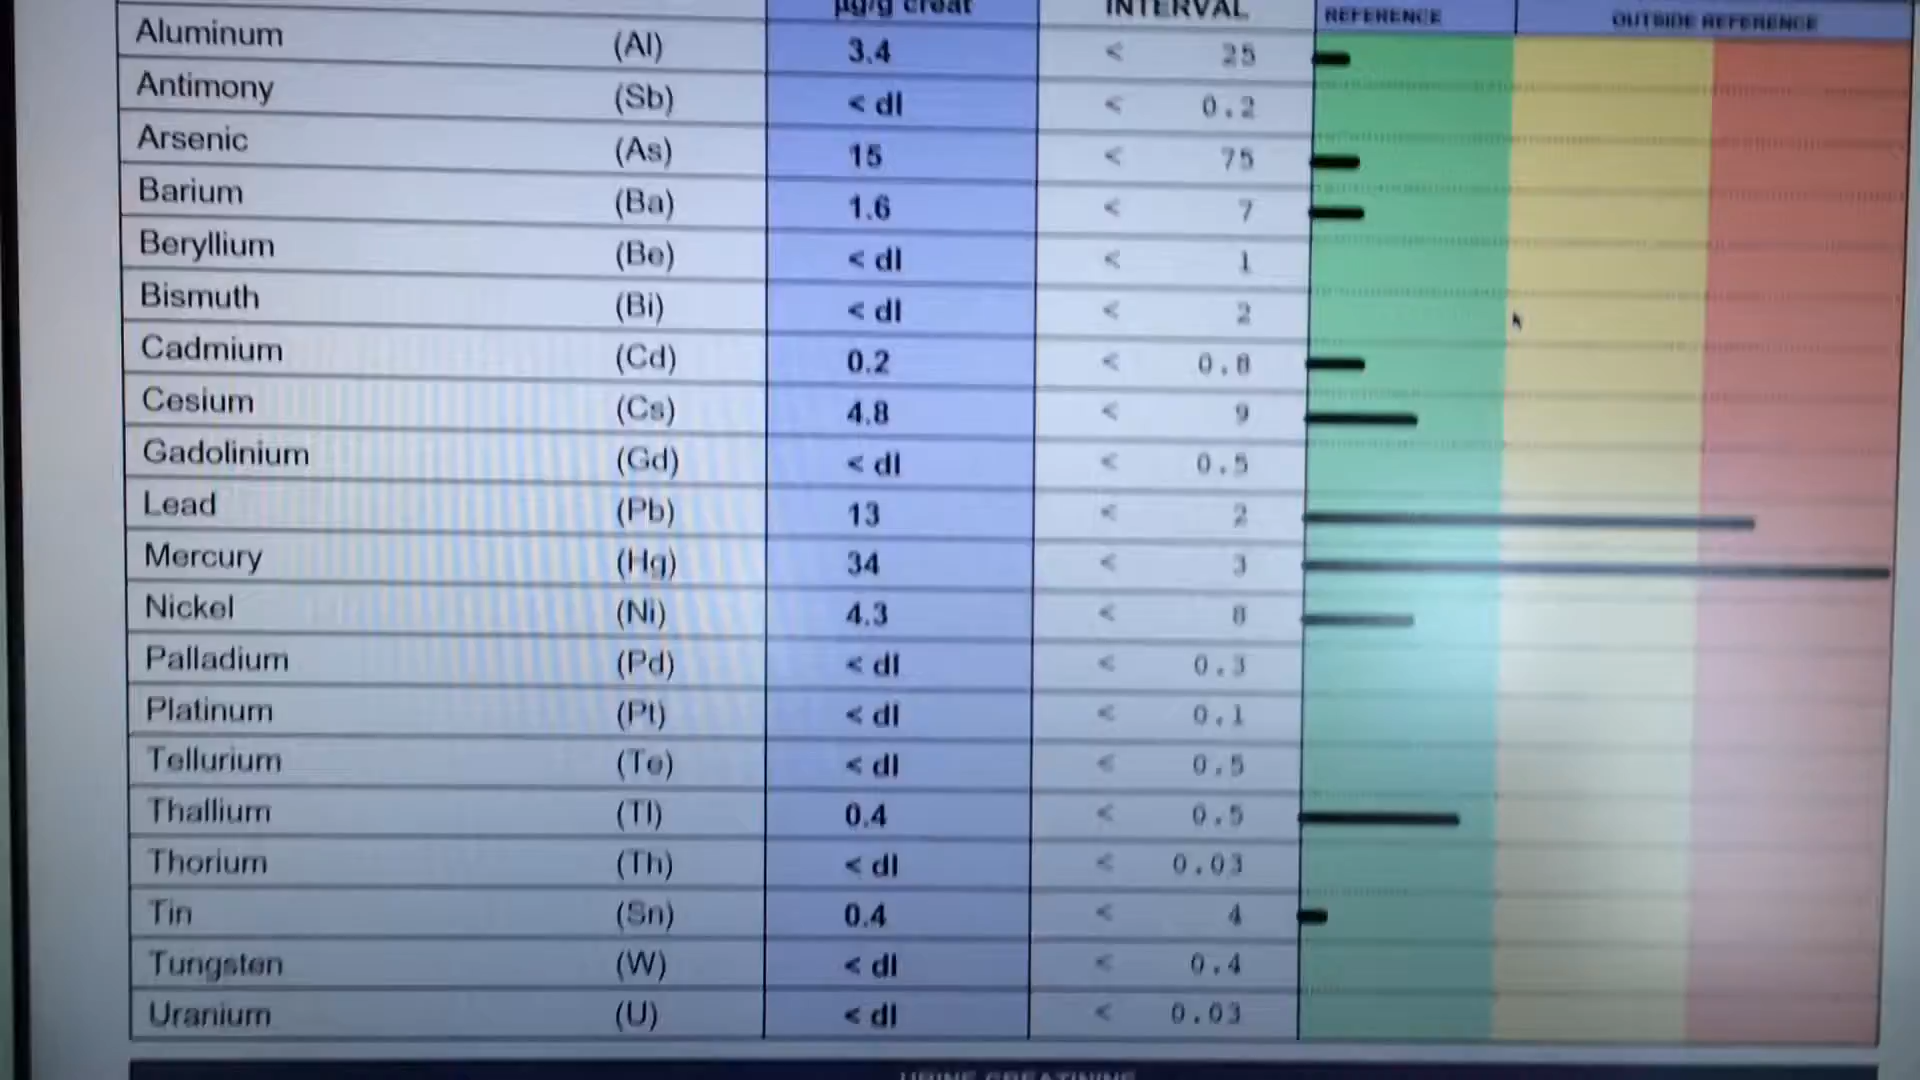 µg/g creat INTERVAL REFERENCE OUTSIDE REFERENCE
Aluminum (Al) 3.4 < 25
Antimony (Sb) < dl < 0.2
Arsenic (As) 15 < 75
Barium (Ba) 1.6 < 7
Beryllium (Be) < dl < 1
Bismuth (Bi) < dl < 2
Cadmium (Cd) 0.2 < 0.8
Cesium (Cs) 4.8 < 9
Gadolinium (Gd) < dl < 0.5
Lead (Pb) 13 < 2
Mercury (Hg) 34 < 3
Nickel (Ni) 4.3 < 8
Palladium (Pd) < dl < 0.3
Platinum (Pt) < dl < 0.1
Tellurium (Te) < dl < 0.5
Thallium (Tl) 0.4 < 0.5
Thorium (Th) < dl < 0.03
Tin (Sn) 0.4 < 4
Tungsten (W) < dl < 0.4
Uranium (U) < dl < 0.03
URINE CREATININE